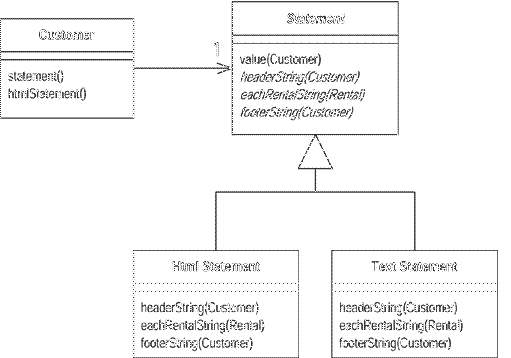 Customer
statement()
htmlStatement()
1
Statement
value(Customer)
headerString(Customer)
eachRentalString(Rental)
footerString(Customer)
Html Statement
headerString(Customer)
eachRentalString(Rental)
footerString(Customer)
Text Statement
headerString(Customer)
eachRentalString(Rental)
footerString(Customer)